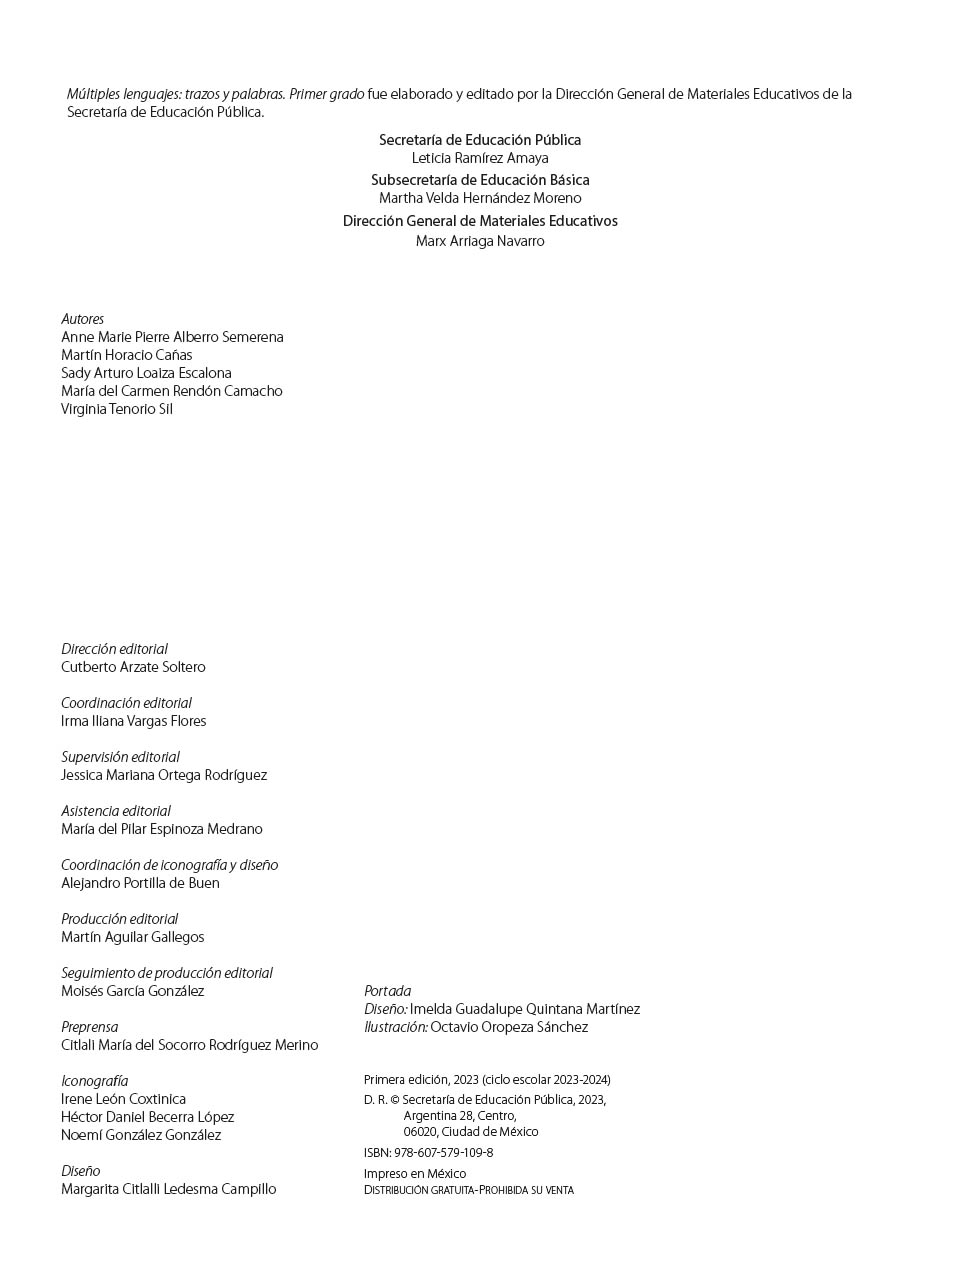 Múltiples lenguajes: trazos y palabras. Primer grado fue elaborado y editado por la Dirección General de Materiales Educativos de la
Secretaría de Educación Pública.
Secretaría de Educación Pública
Leticia Ramírez Amaya
Subsecretaría de Educación Básica
Martha Velda Hernández Moreno
Dirección General de Materiales Educativos
Marx Arriaga Navarro
Autores
Anne Marie Pierre Alberro Semerena
Martín Horacio Cañas
Sady Arturo Loaiza Escalona
María del Carmen Rendón Camacho
Virginia Tenorio Sil
Dirección editorial
Cutberto Arzate Soltero
Coordinación editorial
Irma Iliana Vargas Flores
Supervisión editorial
Jessica Mariana Ortega Rodríguez
Asistencia editorial
María del Pilar Espinoza Medrano
Coordinación de iconografía y diseño
Alejandro Portilla de Buen
Producción editorial
Martín Aguilar Gallegos
Seguimiento de producción editorial
Moisés García González
Preprensa
Citlali María del Socorro Rodríguez Merino
Iconografía
Irene León Coxtinica
Héctor Daniel Becerra López
Noemí González González
Diseño
Margarita Citlalli Ledesma Campillo
Portada
Diseño: Imelda Guadalupe Quintana Martínez
Ilustración: Octavio Oropeza Sánchez
Primera edición, 2023 (ciclo escolar 2023-2024)
D. R. © Secretaría de Educación Pública, 2023,
Argentina 28, Centro,
06020, Ciudad de México
ISBN: 978-607-579-109-8
Impreso en México
DISTRIBUCIÓN GRATUITA-PROHIBIDA SU VENTA